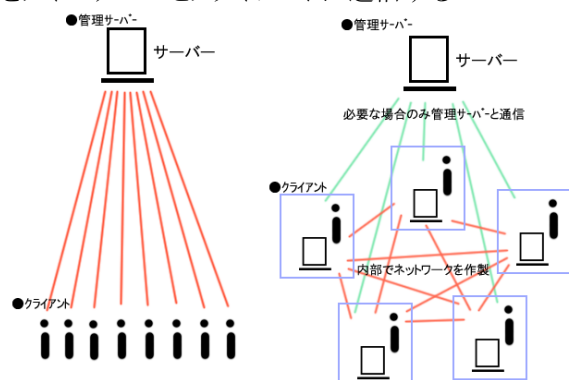 ●管理サーバー
サーバー
●クライアント
●管理サーバー
サーバー
必要な場合のみ管理サーバーと通信
●クライアント
内部でネットワークを作製